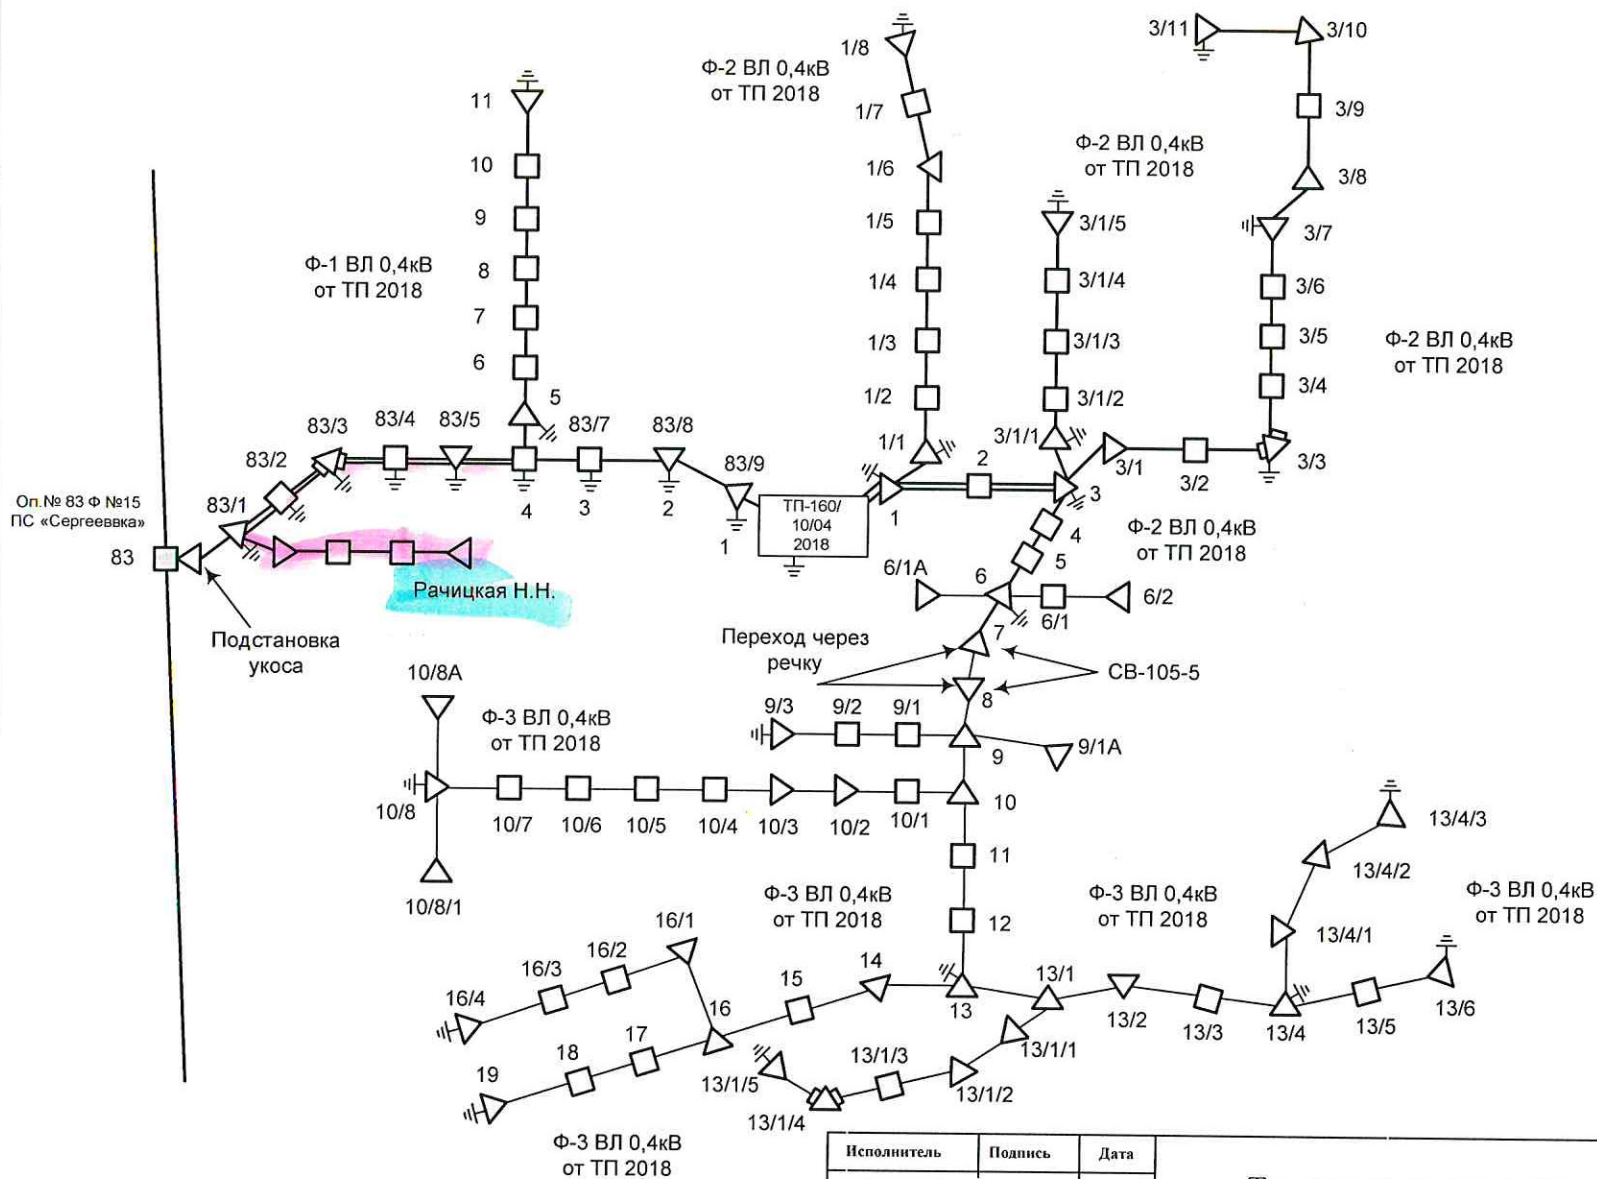 3/11
3/10
1/8
Ф-2 ВЛ 0,4кВ
от ТП 2018
11
1/7
3/9
Ф-2 ВЛ 0,4кВ
от ТП 2018
10
1/6
3/8
9
1/5
3/1/5
3/7
Ф-1 ВЛ 0,4кВ
от ТП 2018
8
1/4
3/1/4
3/6
7
1/3
3/1/3
3/5
Ф-2 ВЛ 0,4кВ
от ТП 2018
6
1/2
3/1/2
3/4
5
83/3
83/4
83/5
83/7
83/8
1/1
3/1/1
3/1
3/2
3/3
83/2
83/9
2
3
Оп.№ 83 Ф №15
ПС «Сергееввка»
83/1
4
3
2
1
ТП-160/
10/04
2018
1
4
Ф-2 ВЛ 0,4кВ
от ТП 2018
5
83
Рачицкая Н.Н.
6/1А
6
6/1
6/2
Подстановка
укоса
Переход через
речку
7
СВ-105-5
8
10/8А
Ф-3 ВЛ 0,4кВ
от ТП 2018
9/3
9/2
9/1
9
9/1А
10/8
10/7
10/6
10/5
10/4
10/3
10/2
10/1
10
13/4/3
11
13/4/2
10/8/1
Ф-3 ВЛ 0,4кВ
от ТП 2018
Ф-3 ВЛ 0,4кВ
от ТП 2018
Ф-3 ВЛ 0,4кВ
от ТП 2018
12
16/1
13/4/1
16/4
16/3
16/2
16
15
14
13
13/1
13/2
13/3
13/4
13/5
13/6
19
18
17
13/1/5
13/1/4
13/1/3
13/1/2
13/1/1
Ф-3 ВЛ 0,4кВ
от ТП 2018
Исполнитель
Подпись
Дата